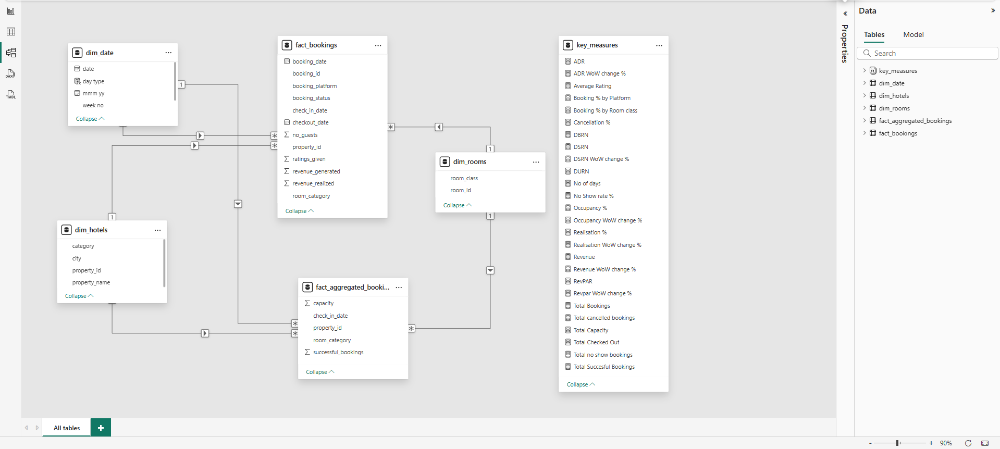 DAX
TMDL
dim_date
date
day type
mmm yy
week no
Collapse
1
fact_bookings
booking_date
booking_id
booking_platform
booking_status
check_in_date
checkout_date
no_guests
property_id
ratings_given
revenue_generated
revenue_realized
room_category
Collapse
*
*
*
1
dim_rooms
room_class
room_id
Collapse
1
1
dim_hotels
category
city
property_id
property_name
Collapse
fact_aggregated_booki...
capacity
check_in_date
property_id
room_category
successful_bookings
Collapse
*
*
*
key_measures
ADR
ADR WoW change %
Average Rating
Booking % by Platform
Booking % by Room class
Cancellation %
DBRN
DSRN
DSRN WoW change %
DURN
No of days
No Show rate %
Occupancy %
Occupancy WoW change %
Realisation %
Realisation WoW change %
Revenue
Revenue WoW change %
RevPAR
Revpar WoW change %
Total Bookings
Total cancelled bookings
Total Capacity
Total Checked Out
Total no show bookings
Total Succesful Bookings
Collapse
Properties
Data
Tables Model
Search
key_measures
dim_date
dim_hotels
dim_rooms
fact_aggregated_bookings
fact_bookings
All tables +
- + 90%